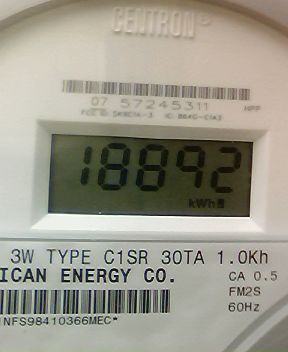 CENTRON®
07 57245311 MPP
18892
kWh
3W TYPE C1SR 30TA 1.0Kh
ICAN ENERGY CO. CA 0.5
FM2S
60Hz
NFS98410366MEC*